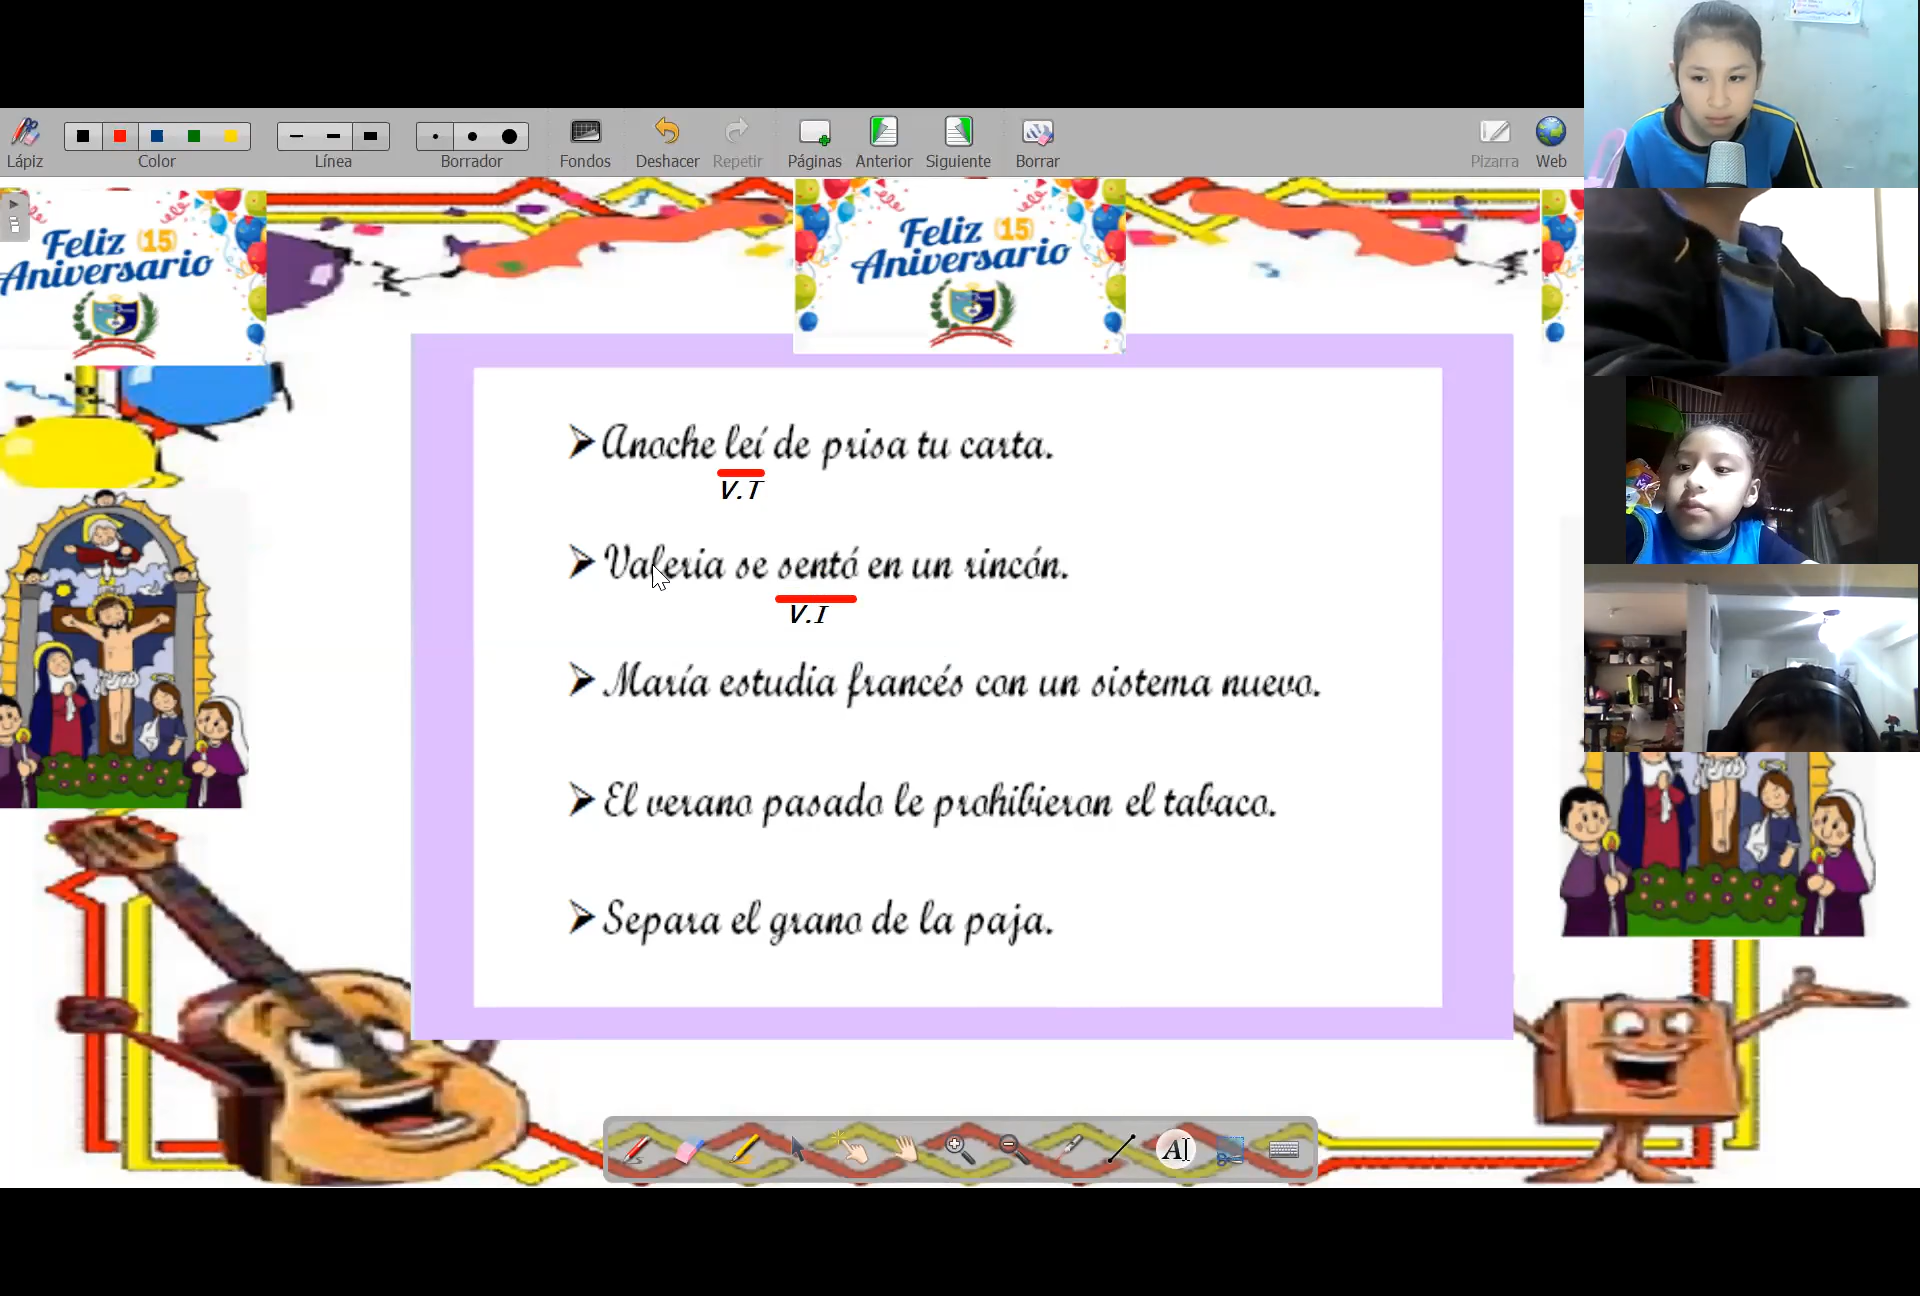 Lápiz
Color
Línea
Borrador
Fondos
Deshacer
Repetir
Páginas
Anterior
Siguiente
Borrar
Pizarra
Web
Feliz 15
Aniversario
Feliz 15
Aniversario
Anoche leí de prisa tu carta.
V.T
Valeria se sentó en un rincón.
V.I
María estudia francés con un sistema nuevo.
El verano pasado le prohibieron el tabaco.
Separa el grano de la paja.